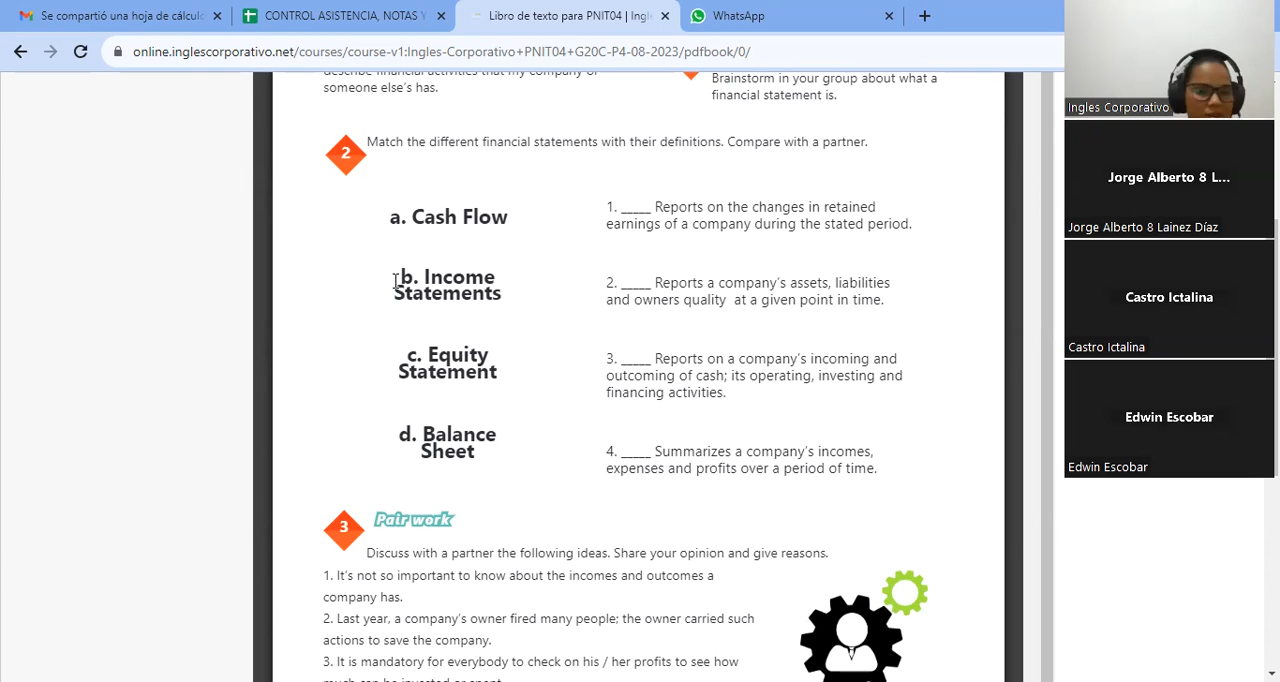 Se compartió una hoja de cálcul
CONTROL ASISTENCIA, NOTAS Y
Libro de texto para PNIT04 | Ingl
WhatsApp
online.inglescorporativo.net/courses/course-v1:Ingles-Corporativo+PNIT04+G20C-P4-08-2023/pdfbook/0/
someone else's has.
Brainstorm in your group about what a
financial statement is.
2
Match the different financial statements with their definitions. Compare with a partner.
a. Cash Flow
b. Income
Statements
c. Equity
Statement
d. Balance
Sheet
1. _____ Reports on the changes in retained
earnings of a company during the stated period.
2. _____ Reports a company's assets, liabilities
and owners quality at a given point in time.
3. _____ Reports on a company's incoming and
outcoming of cash; its operating, investing and
financing activities.
4. _____ Summarizes a company's incomes,
expenses and profits over a period of time.
3
Pair work
Discuss with a partner the following ideas. Share your opinion and give reasons.
1. It's not so important to know about the incomes and outcomes a
company has.
2. Last year, a company's owner fired many people; the owner carried such
actions to save the company.
3. It is mandatory for everybody to check on his / her profits to see how
Ingles Corporativo
Jorge Alberto 8 L...
Jorge Alberto 8 Lainez Díaz
Castro Ictalina
Castro Ictalina
Edwin Escobar
Edwin Escobar